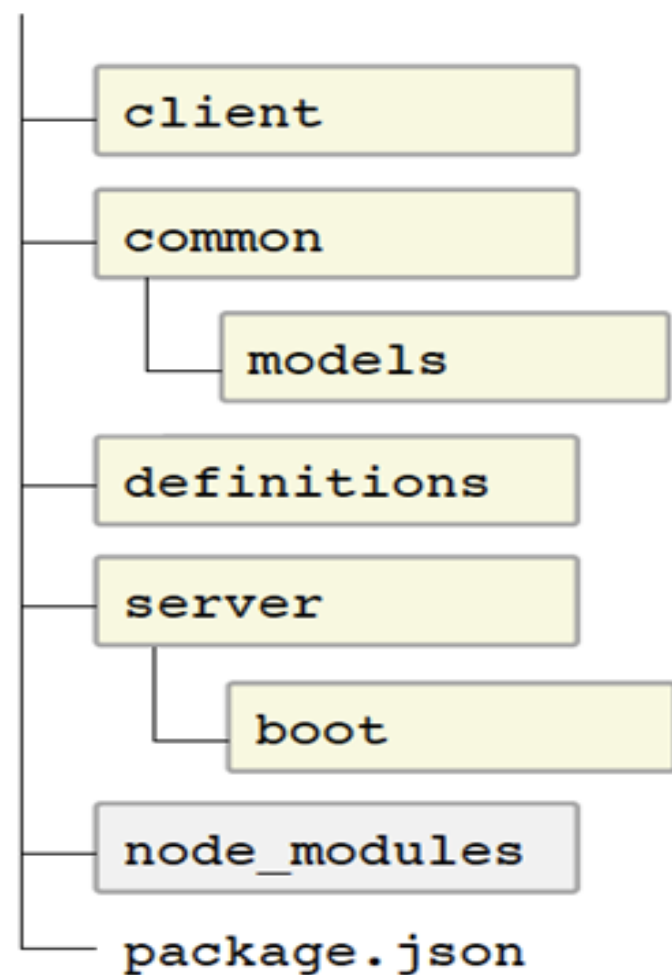 client
common
models
definitions
server
boot
node_modules
package.json